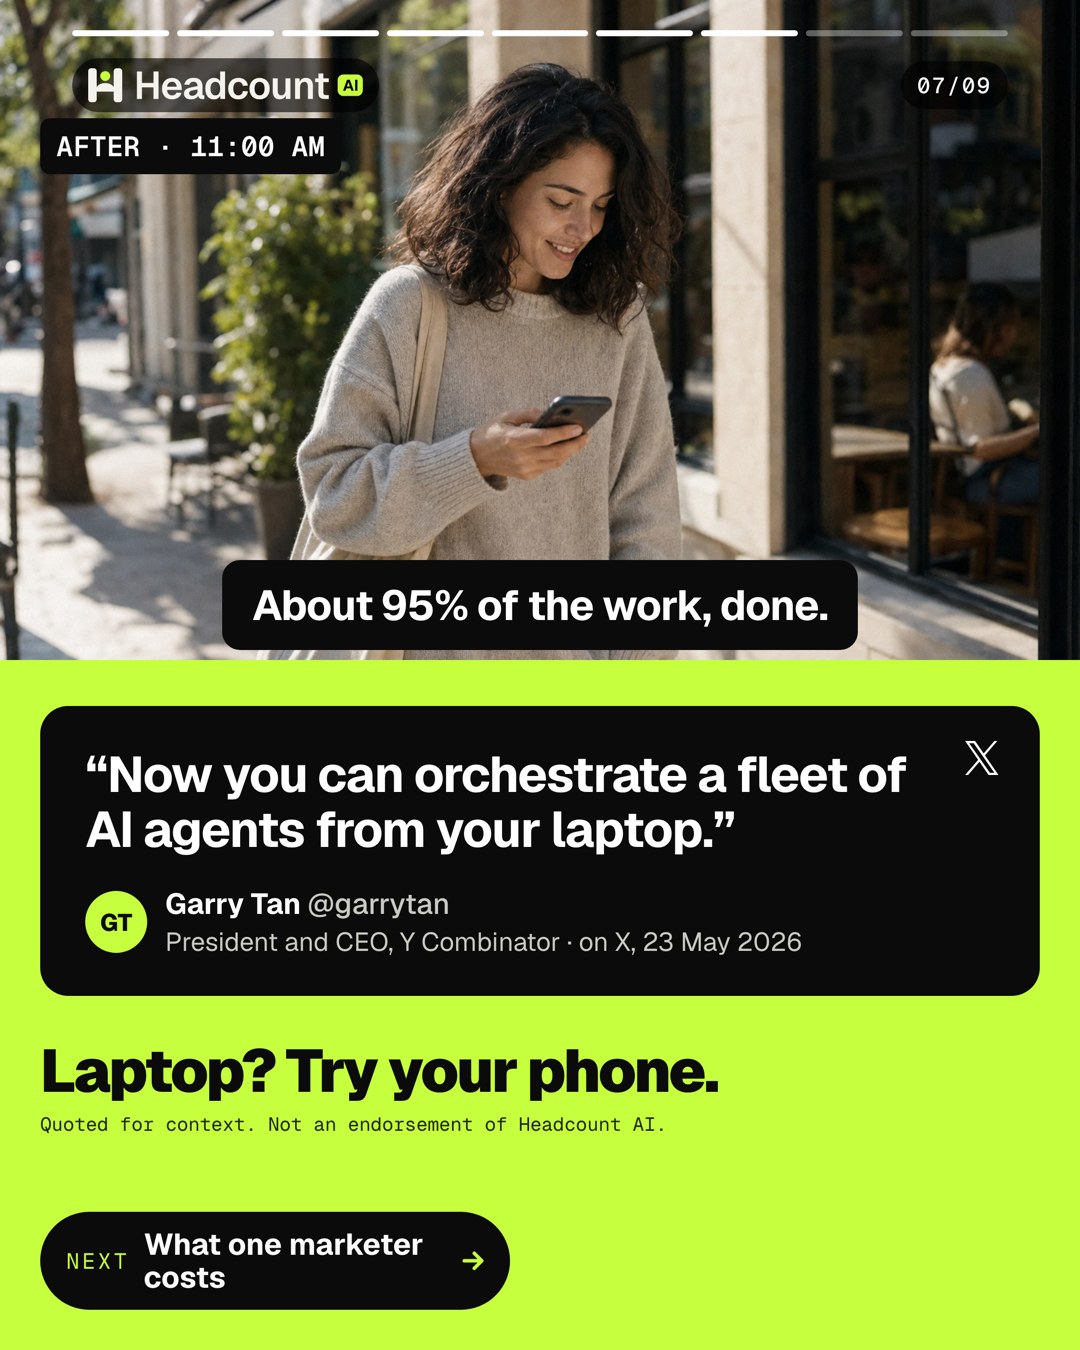 Headcount AI
07/09
AFTER · 11:00 AM
About 95% of the work, done.
“Now you can orchestrate a fleet of
AI agents from your laptop.”
GT
Garry Tan @garrytan
President and CEO, Y Combinator · on X, 23 May 2026
Laptop? Try your phone.
Quoted for context. Not an endorsement of Headcount AI.
NEXT What one marketer
costs →